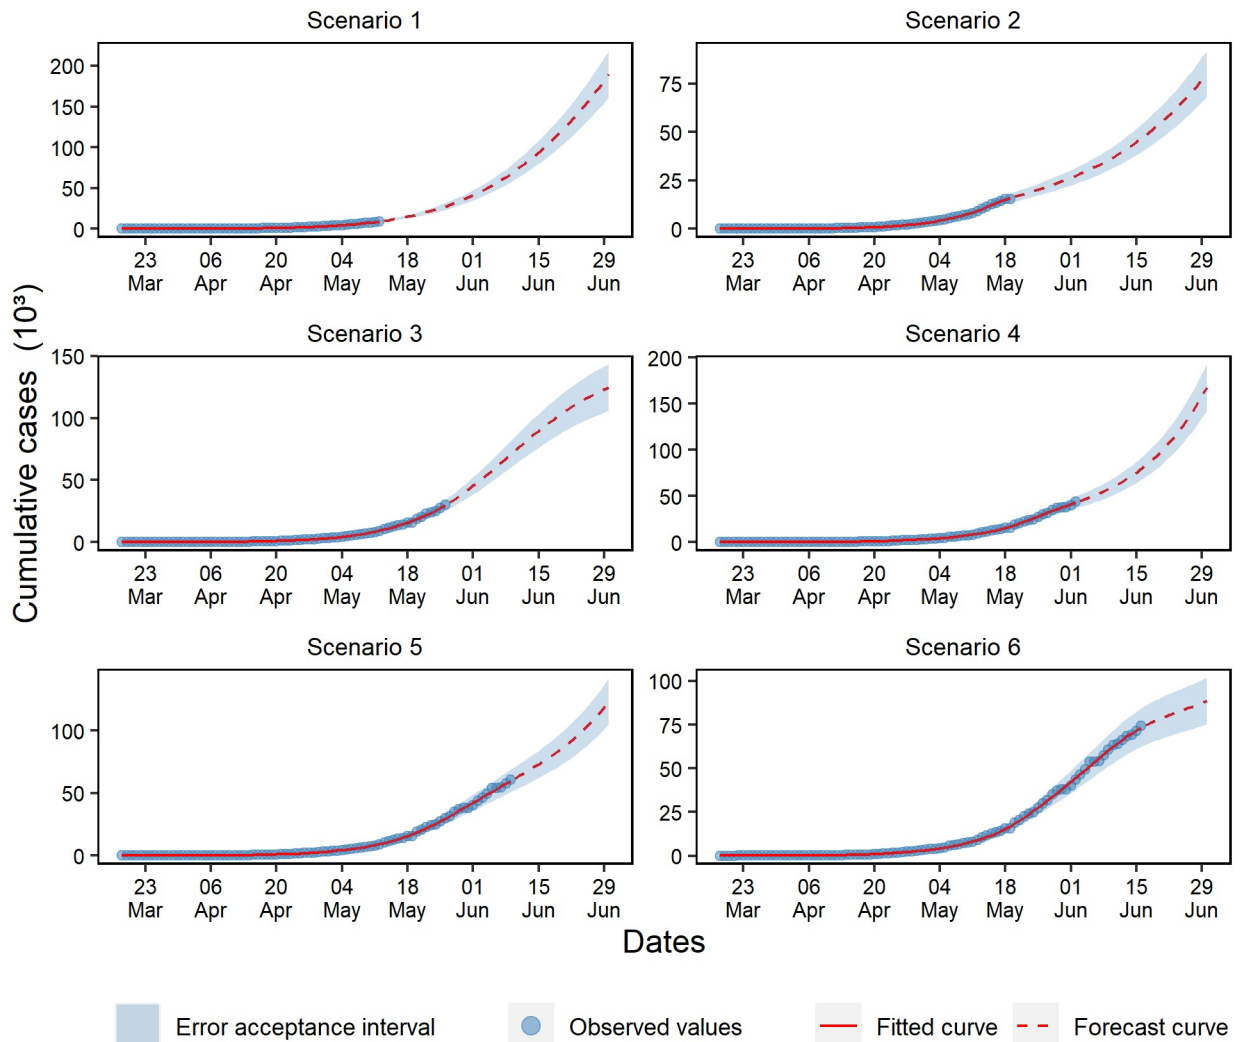 Scenario 1
Scenario 2
200
150
100
50
0
75
50
25
0
23 06 20 04 18 01 15 29
Mar Apr Apr May May Jun Jun Jun
23 06 20 04 18 01 15 29
Mar Apr Apr May May Jun Jun Jun
Cumulative cases (10³)
Scenario 3
Scenario 4
150
100
50
0
200
150
100
50
0
23 06 20 04 18 01 15 29
Mar Apr Apr May May Jun Jun Jun
23 06 20 04 18 01 15 29
Mar Apr Apr May May Jun Jun Jun
Scenario 5
Scenario 6
100
50
0
100
75
50
25
0
23 06 20 04 18 01 15 29
Mar Apr Apr May May Jun Jun Jun
23 06 20 04 18 01 15 29
Mar Apr Apr May May Jun Jun Jun
Dates
Error acceptance interval
Observed values
Fitted curve
Forecast curve